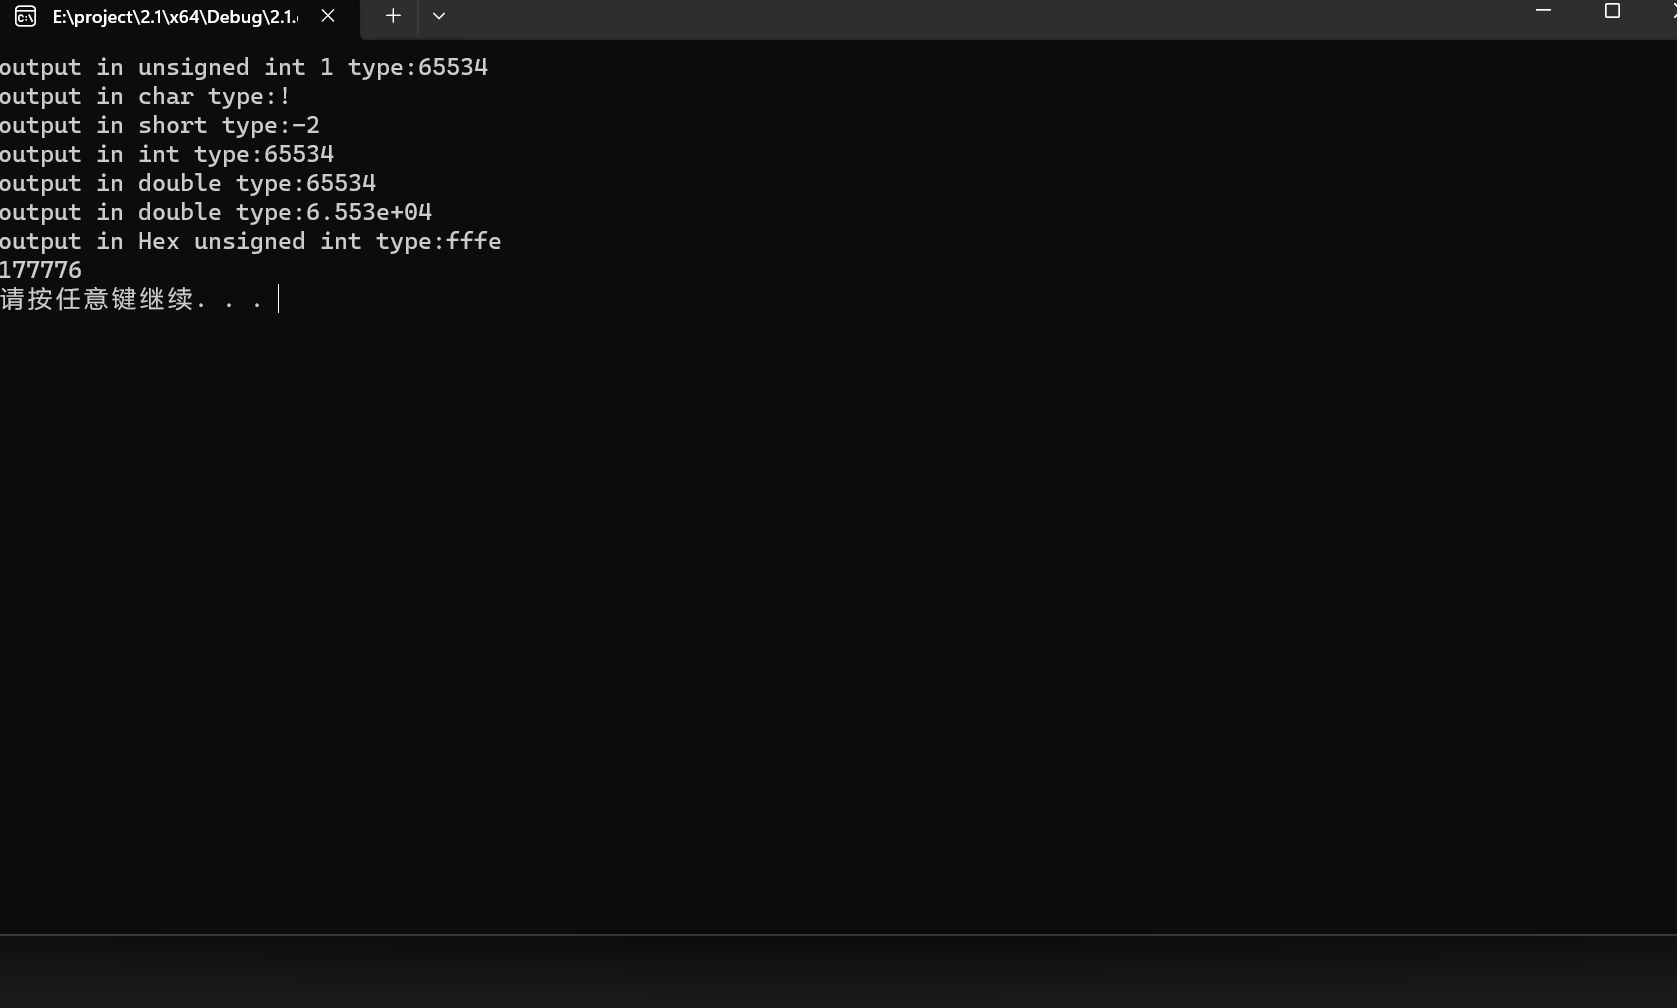 E:\project\2.1\x64\Debug\2.1.
output in unsigned int 1 type:65534
output in char type:!
output in short type:-2
output in int type:65534
output in double type:65534
output in double type:6.553e+04
output in Hex unsigned int type:fffe
177776
请按任意键继续. . .